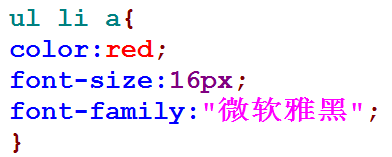 ul li a{
color:red;
font-size:16px;
font-family:"微软雅黑";
}